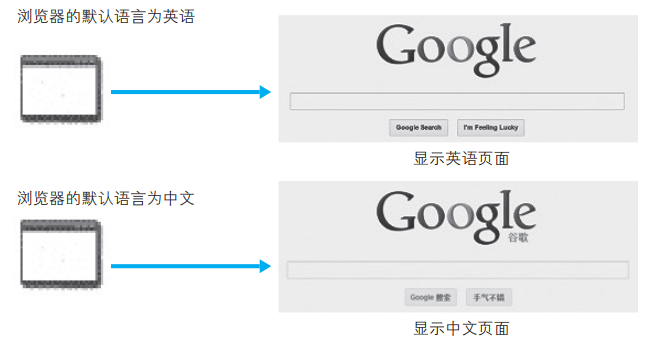 浏览器的默认语言为英语
Google
Google Search I'm Feeling Lucky
显示英语页面
浏览器的默认语言为中文
Google
谷歌
Google 搜索 手气不错
显示中文页面